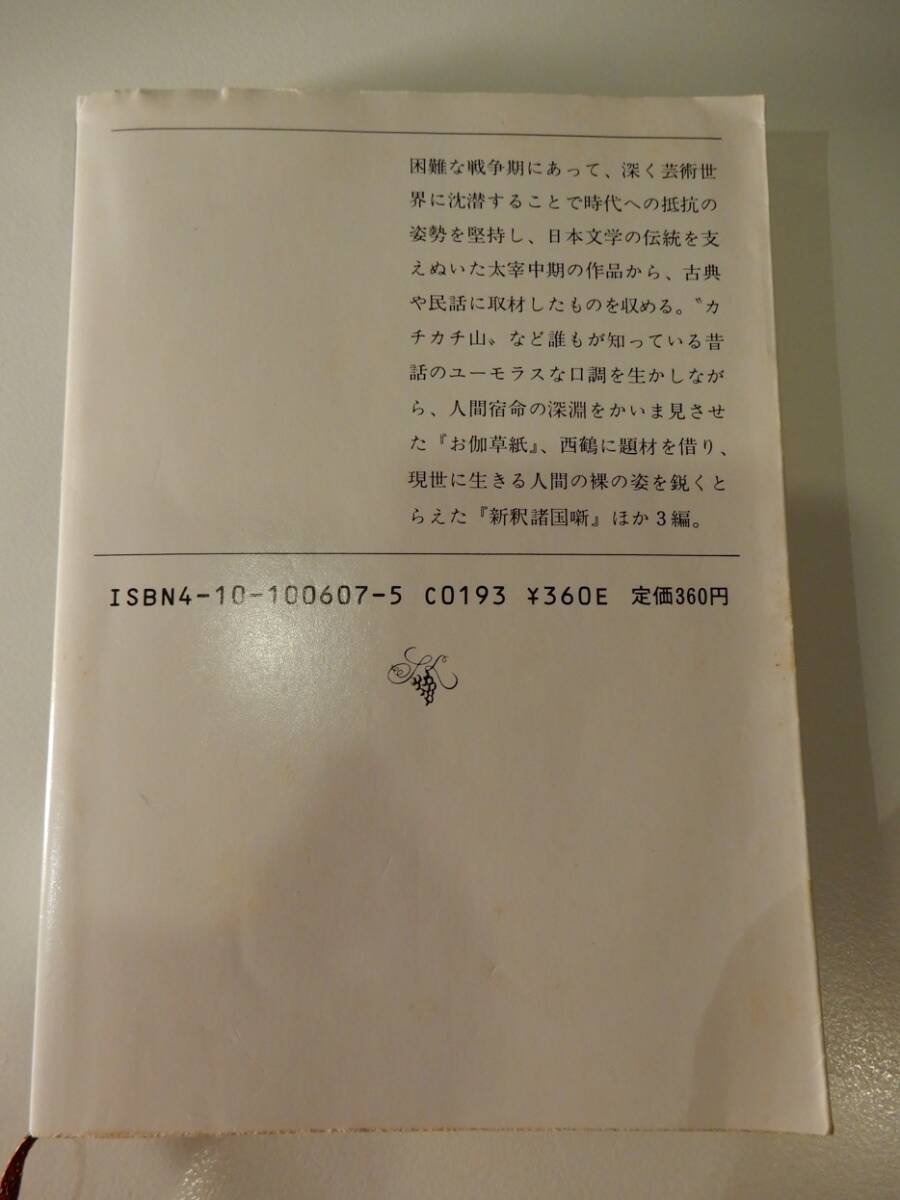 困難な戦争期にあって、深く芸術世
界に沈潜することで時代への抵抗の
姿勢を堅持し、日本文学の伝統を支
えぬいた太宰中期の作品から、古典
や民話に取材したものを収める。〝カ
チカチ山〟など誰もが知っている昔
話のユーモラスな口調を生かしなが
ら、人間宿命の深淵をかいま見させ
た『お伽草紙』、西鶴に題材を借り、
現世に生きる人間の裸の姿を鋭くと
らえた『新釈諸国噺』ほか3編。
ISBN4-10-100607-5 C0193 ¥360E 定価360円